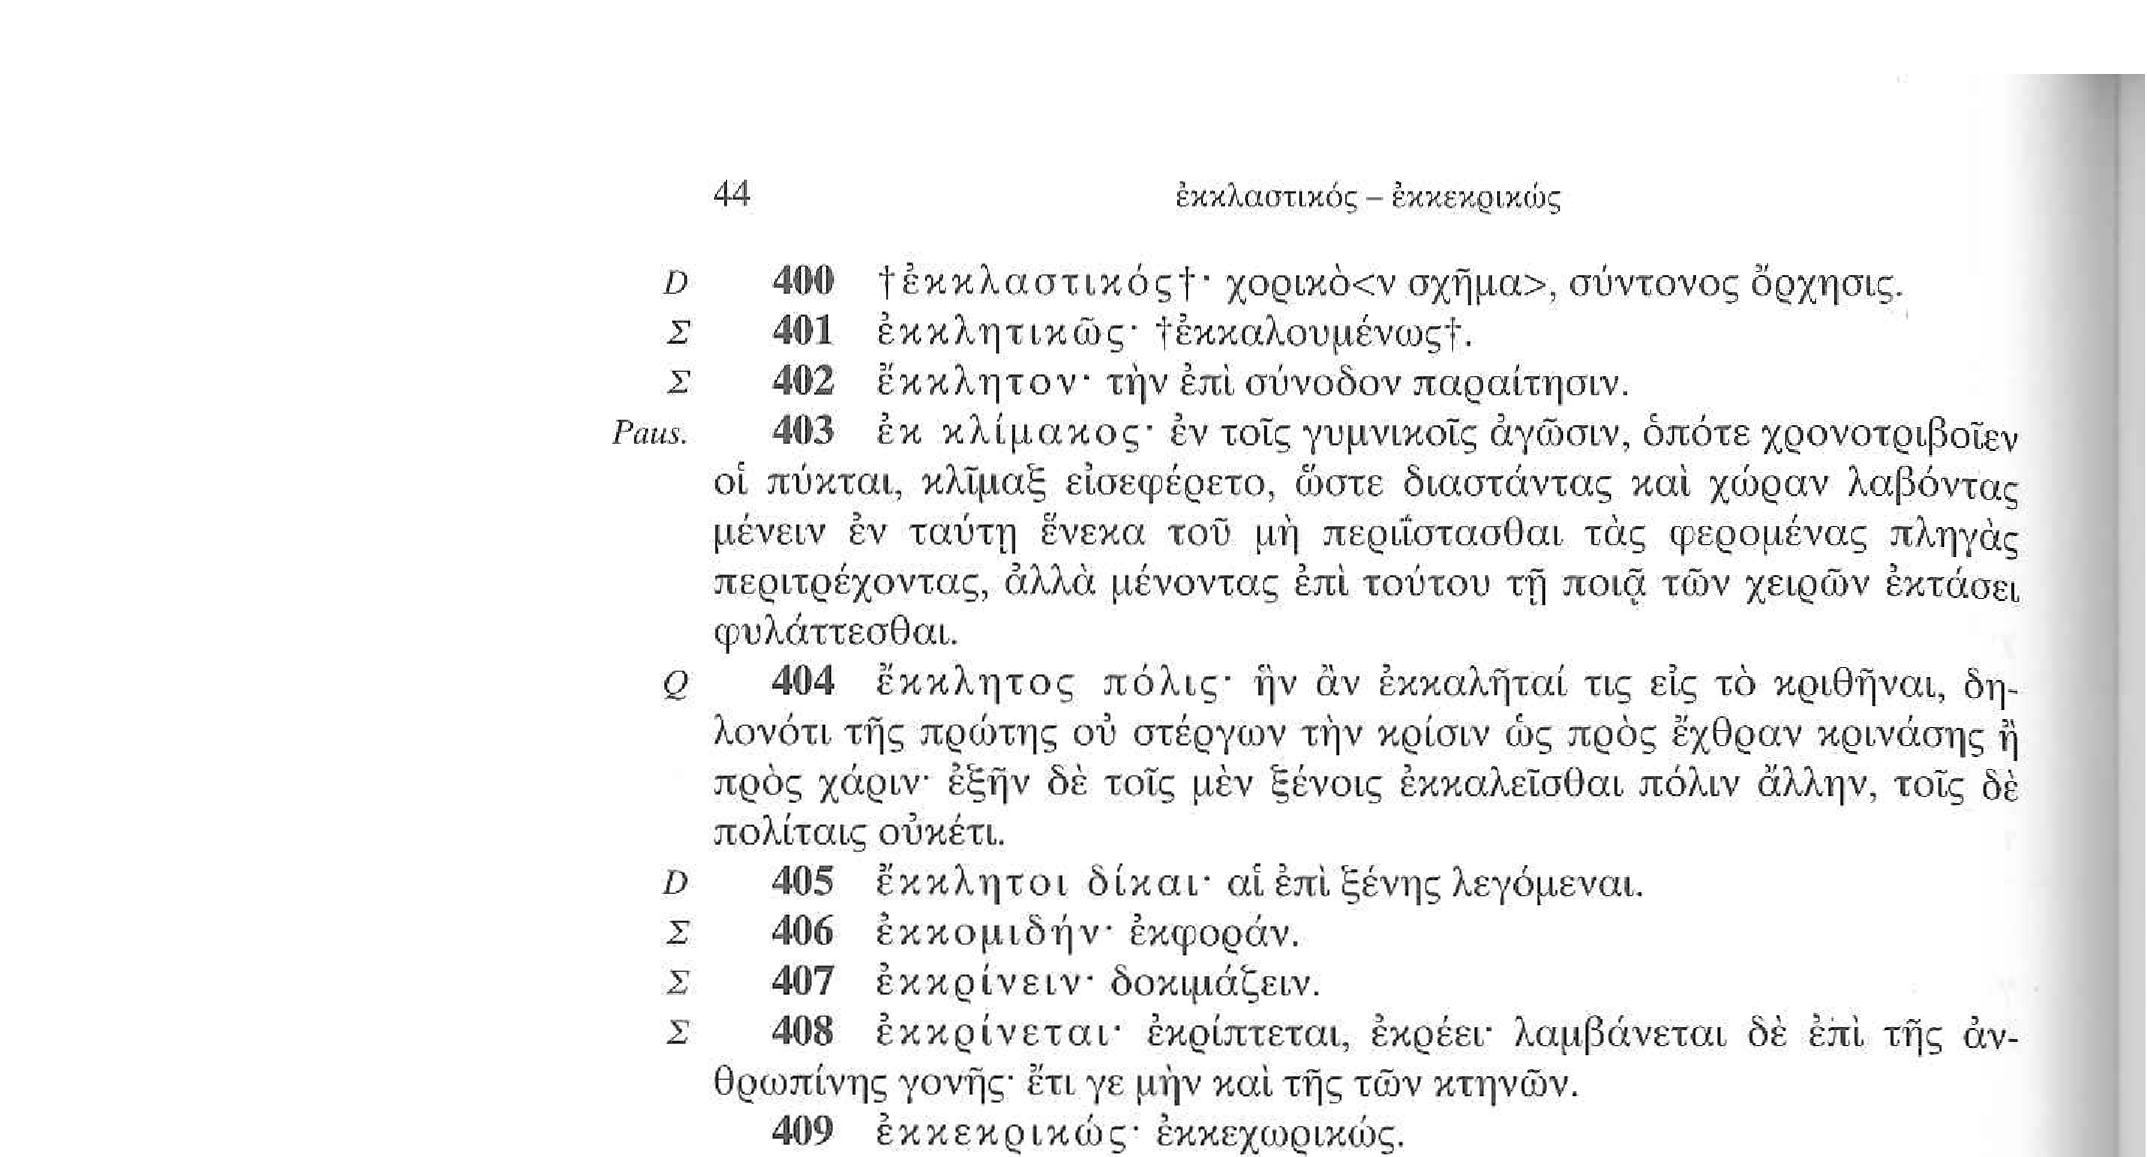 44 ἐκκλαστικός – ἐκκεκρικώς
D 400 †ἐκκλαστικός†· χορικὸ<ν σχῆμα>, σύντονος ὄρχησις.
Σ 401 ἐκκλητικῶς· †ἐκκαλουμένως†.
Σ 402 ἔκκλητον· τὴν ἐπὶ σύνοδον παραίτησιν.
Paus. 403 ἐκ κλίμακος· ἐν τοῖς γυμνικοῖς ἀγῶσιν, ὁπότε χρονοτριβοῖεν
οἱ πύκται, κλῖμαξ εἰσεφέρετο, ὥστε διαστάντας καὶ χώραν λαβόντας
μένειν ἐν ταύτῃ ἕνεκα τοῦ μὴ περιΐστασθαι τὰς φερομένας πληγὰς
περιτρέχοντας, ἀλλὰ μένοντας ἐπὶ τούτου τῇ ποιᾷ τῶν χειρῶν ἐκτάσει
φυλάττεσθαι.
Q 404 ἔκκλητος πόλις· ἣν ἂν ἐκκαλῆταί τις εἰς τὸ κριθῆναι, δη-
λονότι τῆς πρώτης οὐ στέργων τὴν κρίσιν ὡς πρὸς ἔχθραν κρινάσης ἢ
πρὸς χάριν· ἐξῆν δὲ τοῖς μὲν ξένοις ἐκκαλεῖσθαι πόλιν ἄλλην, τοῖς δὲ
πολίταις οὐκέτι.
D 405 ἔκκλητοι δίκαι· αἱ ἐπὶ ξένης λεγόμεναι.
Σ 406 ἐκκομιδήν· ἐκφοράν.
Σ 407 ἐκκρίνειν· δοκιμάζειν.
Σ 408 ἐκκρίνεται· ἐκρίπτεται, ἐκρέει· λαμβάνεται δὲ ἐπὶ τῆς ἀν-
θρωπίνης γονῆς· ἔτι γε μὴν καὶ τῆς τῶν κτηνῶν.
409 ἐκκεκρικώς· ἐκκεχωρικώς.